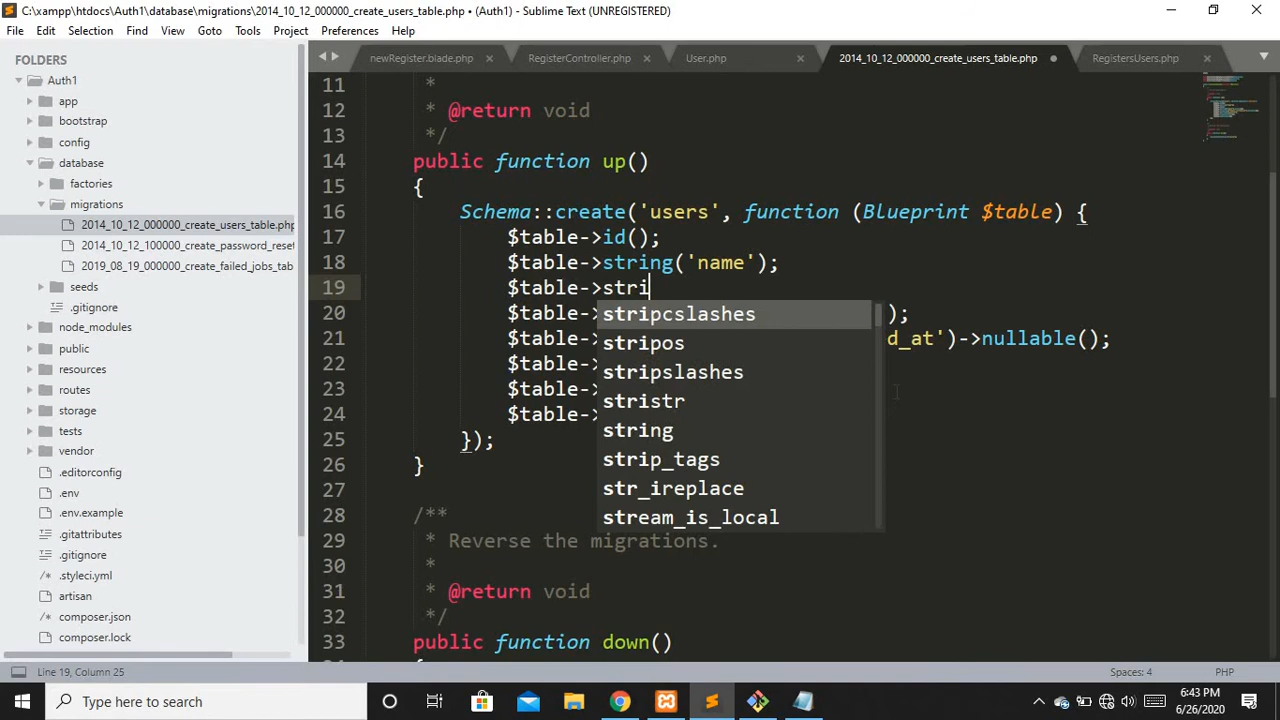 C:\xampp\htdocs\Auth1\database\migrations\2014_10_12_000000_create_users_table.php • (Auth1) - Sublime Text (UNREGISTERED)
File Edit Selection Find View Goto Tools Project Preferences Help
FOLDERS
Auth1
app
bootstrap
config
database
factories
migrations
2014_10_12_000000_create_users_table.php
2014_10_12_100000_create_password_reset
2019_08_19_000000_create_failed_jobs_tab
seeds
.gitignore
node_modules
public
resources
routes
storage
tests
vendor
.editorconfig
.env
.env.example
.gitattributes
.gitignore
.styleci.yml
artisan
composer.json
composer.lock
newRegister.blade.php × RegisterController.php × User.php × 2014_10_12_000000_create_users_table.php • RegistersUsers.php ×
11 *
12 * @return void
13 */
14 public function up()
15 {
16 Schema::create('users', function (Blueprint $table) {
17 $table->id();
18 $table->string('name');
19 $table->stri
20 $table-> );
21 $table-> d_at')->nullable();
22 $table->
23 $table->
24 $table->
25 });
26 }
27
28 /**
29 * Reverse the migrations.
30 *
31 * @return void
32 */
33 public function down()
stripcslashes
stripos
stripslashes
stristr
string
strip_tags
str_ireplace
stream_is_local
Line 19, Column 25 Spaces: 4 PHP
Type here to search
6:43 PM
6/26/2020